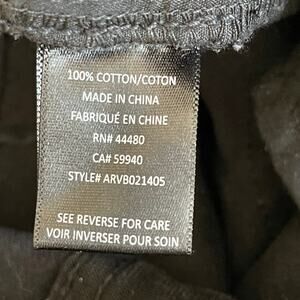 100% COTTON/COTON
MADE IN CHINA
FABRIQUÉ EN CHINE
RN# 44480
CA# 59940
STYLE# ARVB021405
SEE REVERSE FOR CARE
VOIR INVERSER POUR SOIN